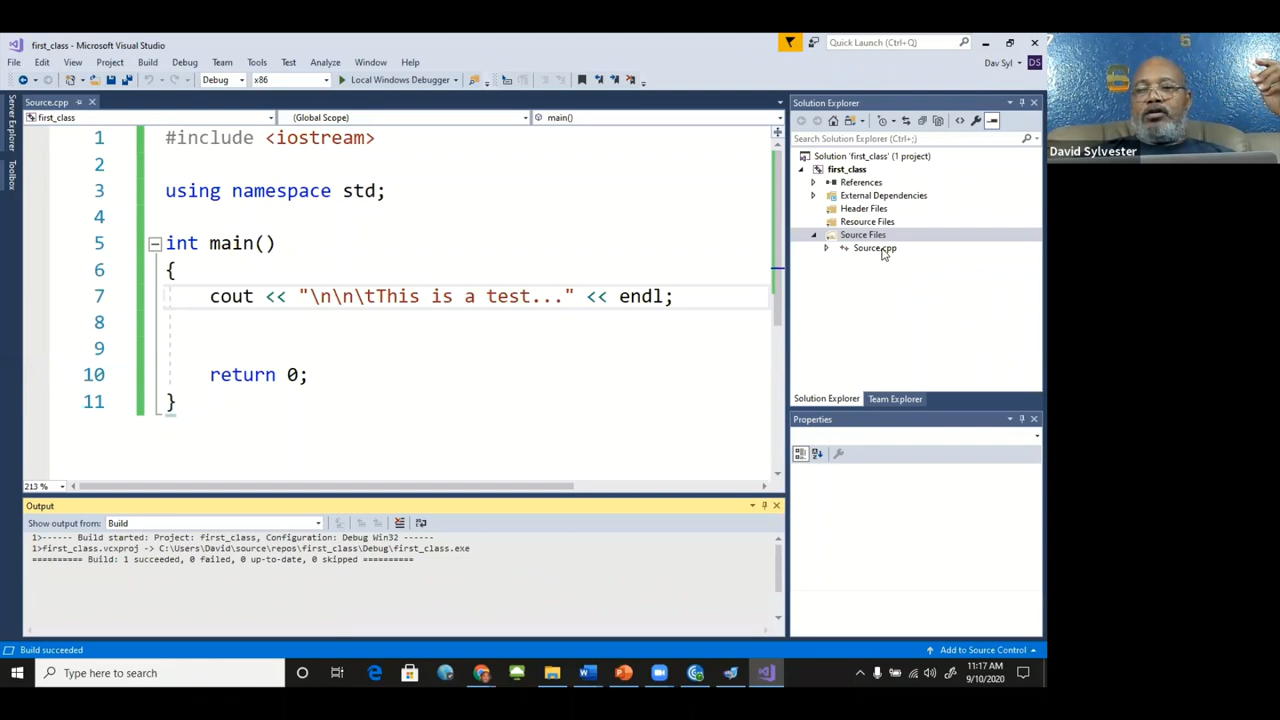 first_class - Microsoft Visual Studio
Quick Launch (Ctrl+Q)
File Edit View Project Build Debug Team Tools Test Analyze Window Help
Dav Syl DS
Debug x86 Local Windows Debugger
Server Explorer
Toolbox
Source.cpp
first_class (Global Scope) main()
1 #include <iostream>
2
3 using namespace std;
4
5 int main()
6 {
7 cout << "\n\n\tThis is a test..." << endl;
8
9
10 return 0;
11 }
213 %
Solution Explorer
Search Solution Explorer (Ctrl+;)
Solution 'first_class' (1 project)
first_class
References
External Dependencies
Header Files
Resource Files
Source Files
Source.cpp
Solution Explorer Team Explorer
Properties
Output
Show output from: Build
1>------ Build started: Project: first_class, Configuration: Debug Win32 ------
1>first_class.vcxproj -> C:\Users\David\source\repos\first_class\Debug\first_class.exe
========== Build: 1 succeeded, 0 failed, 0 up-to-date, 0 skipped ==========
Build succeeded
Add to Source Control
Type here to search
11:17 AM
9/10/2020
David Sylvester